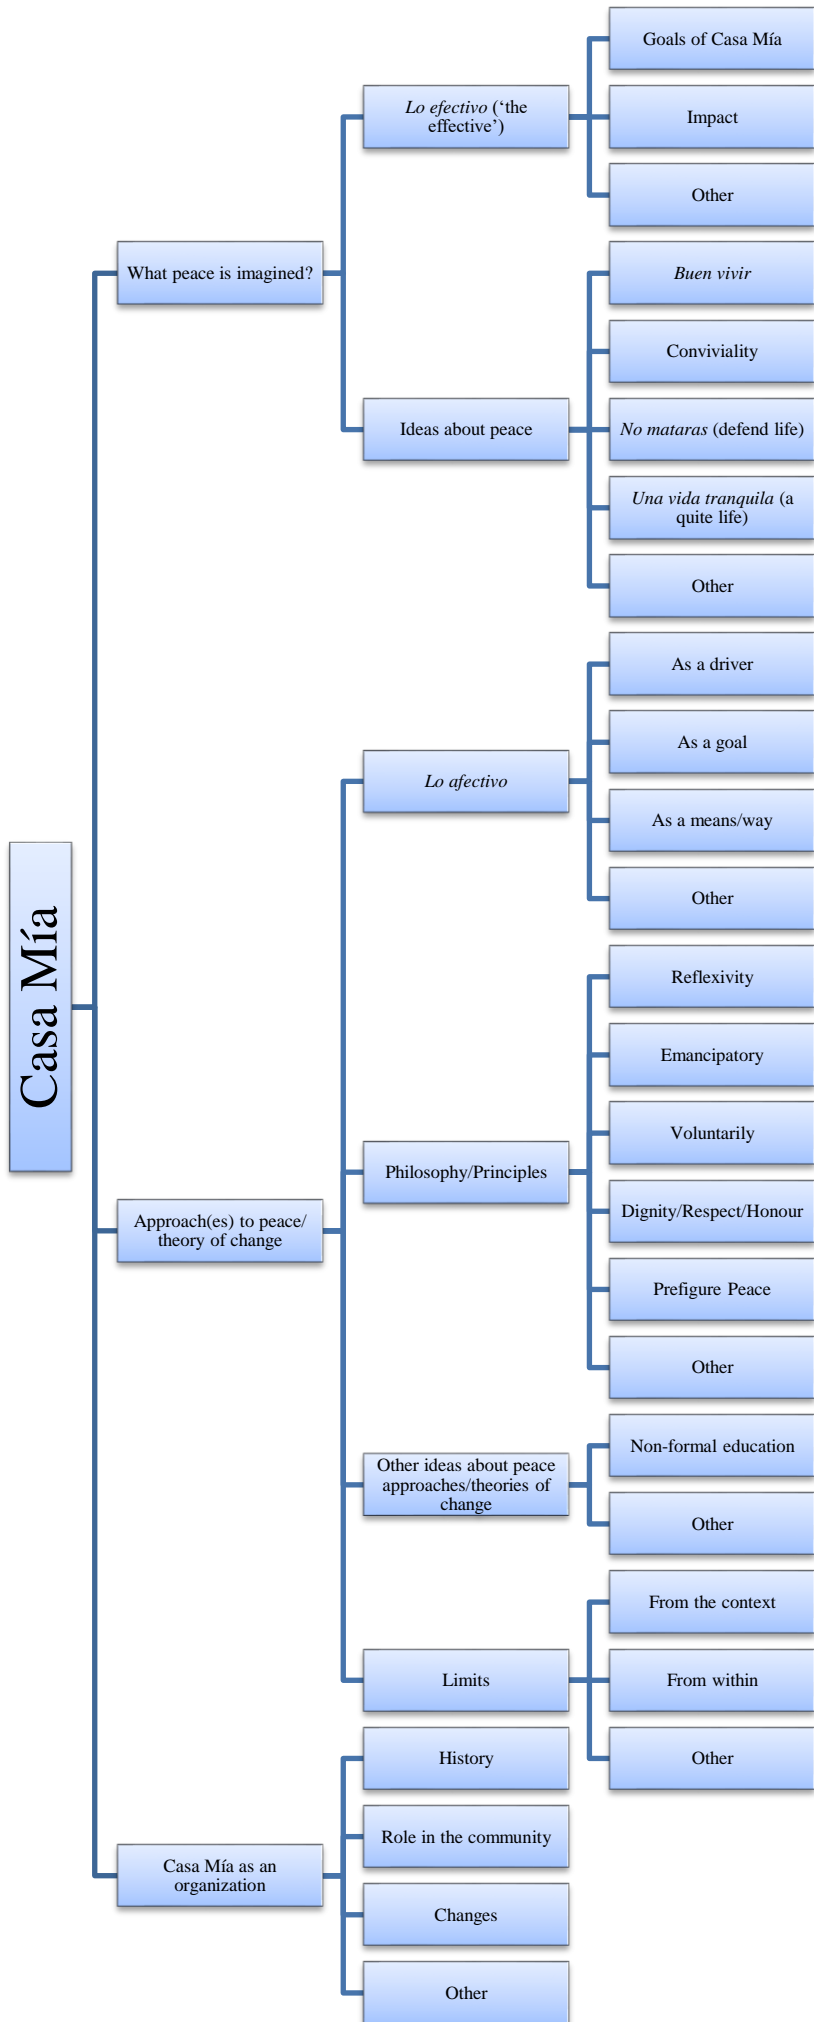 Casa Mía
What peace is imagined?
Lo efectivo (‘the
effective’)
Goals of Casa Mía
Impact
Other
Ideas about peace
Buen vivir
Conviviality
No mataras (defend life)
Una vida tranquila (a
quite life)
Other
Approach(es) to peace/
theory of change
Lo afectivo
As a driver
As a goal
As a means/way
Other
Philosophy/Principles
Reflexivity
Emancipatory
Voluntarily
Dignity/Respect/Honour
Prefigure Peace
Other
Other ideas about peace
approaches/theories of
change
Non-formal education
Other
Limits
From the context
From within
Other
Casa Mía as an
organization
History
Role in the community
Changes
Other